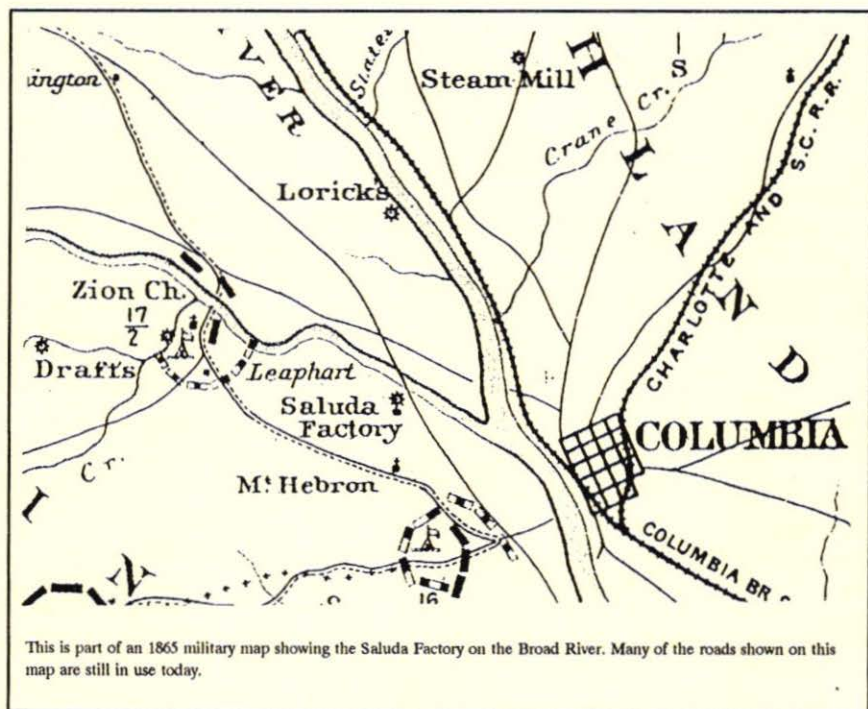 VER
Slates
H
Steam Mill
S
Crane Cr.
ington
L
Loricks
A
N
D
CHARLOTTE AND S.C. R.R.
Zion Ch.
17
2
Drafts
Leaphart
Saluda
Factory
COLUMBIA
Cr.
Mt. Hebron
I
N
16
COLUMBIA BR.
This is part of an 1865 military map showing the Saluda Factory on the Broad River. Many of the roads shown on this
map are still in use today.